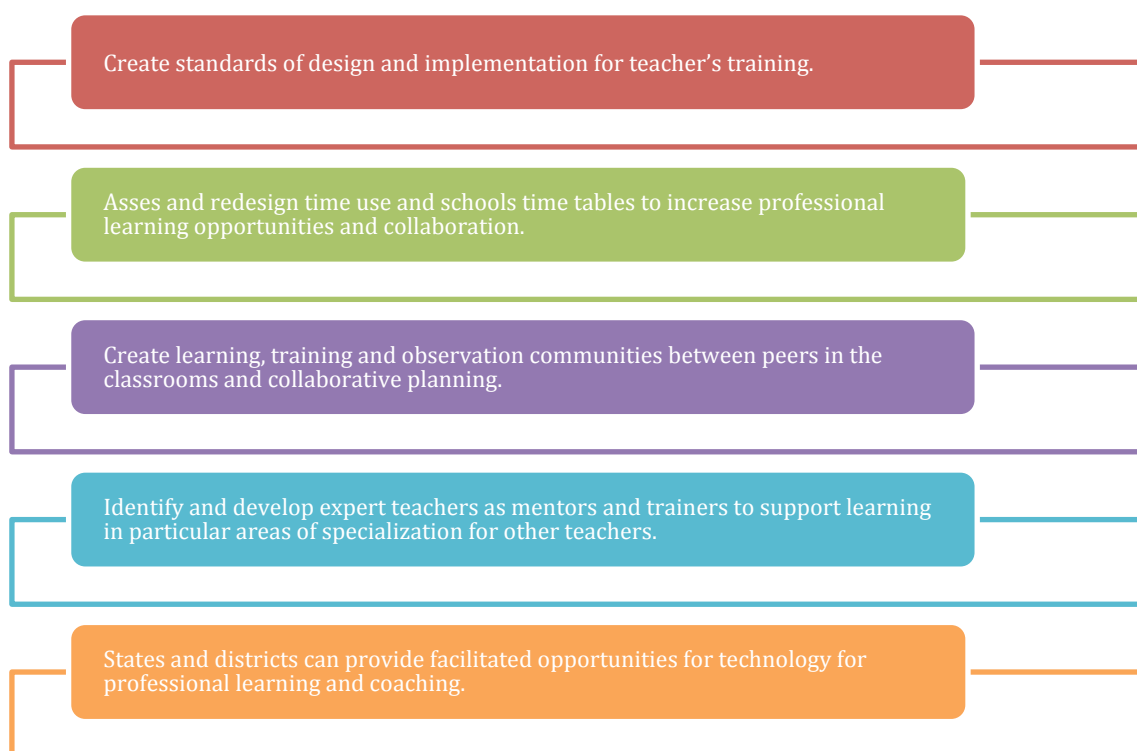 Create standards of design and implementation for teacher’s training.
Asses and redesign time use and schools time tables to increase professional
learning opportunities and collaboration.
Create learning, training and observation communities between peers in the
classrooms and collaborative planning.
Identify and develop expert teachers as mentors and trainers to support learning
in particular areas of specialization for other teachers.
States and districts can provide facilitated opportunities for technology for
professional learning and coaching.